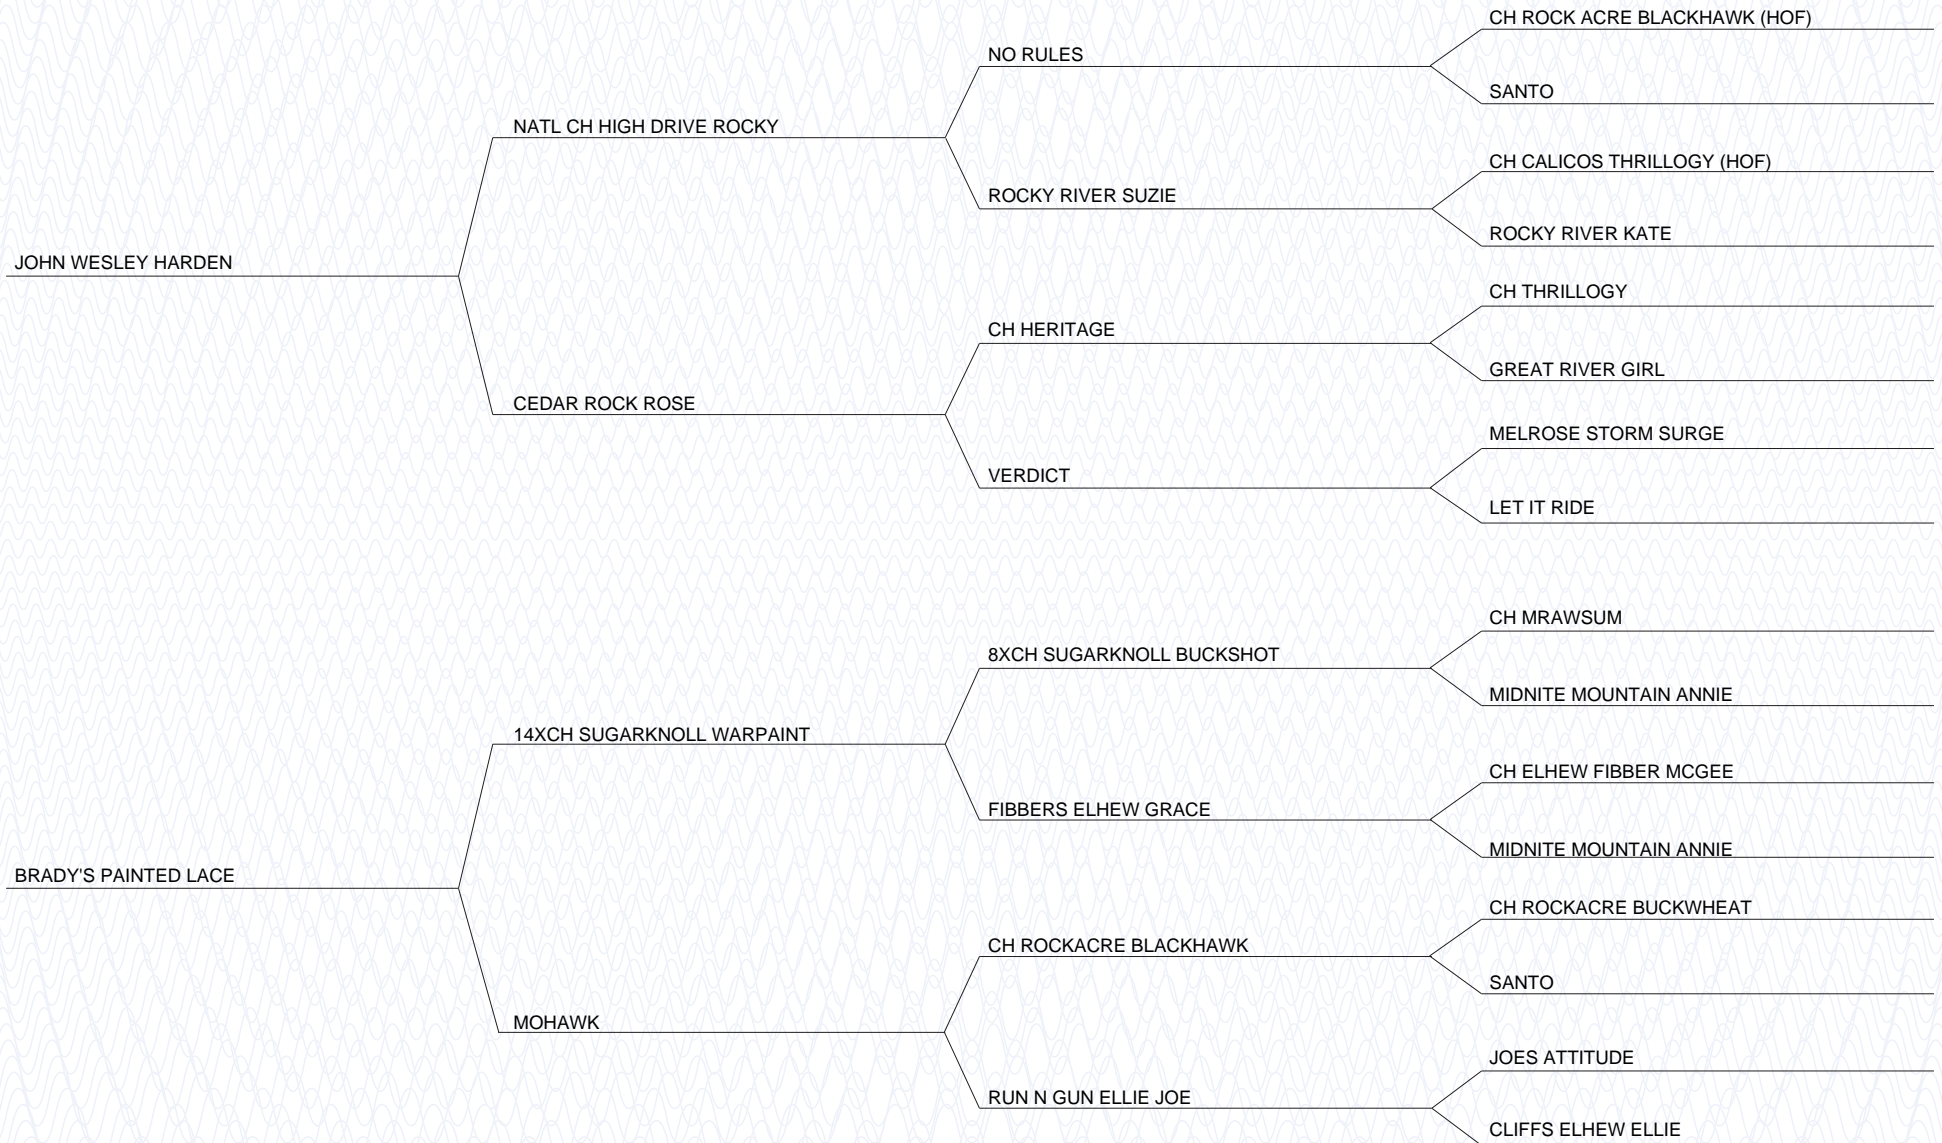 CH ROCK ACRE BLACKHAWK (HOF)
NO RULES
SANTO
NATL CH HIGH DRIVE ROCKY
CH CALICOS THRILLOGY (HOF)
ROCKY RIVER SUZIE
ROCKY RIVER KATE
JOHN WESLEY HARDEN
CH THRILLOGY
CH HERITAGE
GREAT RIVER GIRL
CEDAR ROCK ROSE
MELROSE STORM SURGE
VERDICT
LET IT RIDE
CH MRAWSUM
8XCH SUGARKNOLL BUCKSHOT
MIDNITE MOUNTAIN ANNIE
14XCH SUGARKNOLL WARPAINT
CH ELHEW FIBBER MCGEE
FIBBERS ELHEW GRACE
MIDNITE MOUNTAIN ANNIE
BRADY'S PAINTED LACE
CH ROCKACRE BUCKWHEAT
CH ROCKACRE BLACKHAWK
SANTO
MOHAWK
JOES ATTITUDE
RUN N GUN ELLIE JOE
CLIFFS ELHEW ELLIE